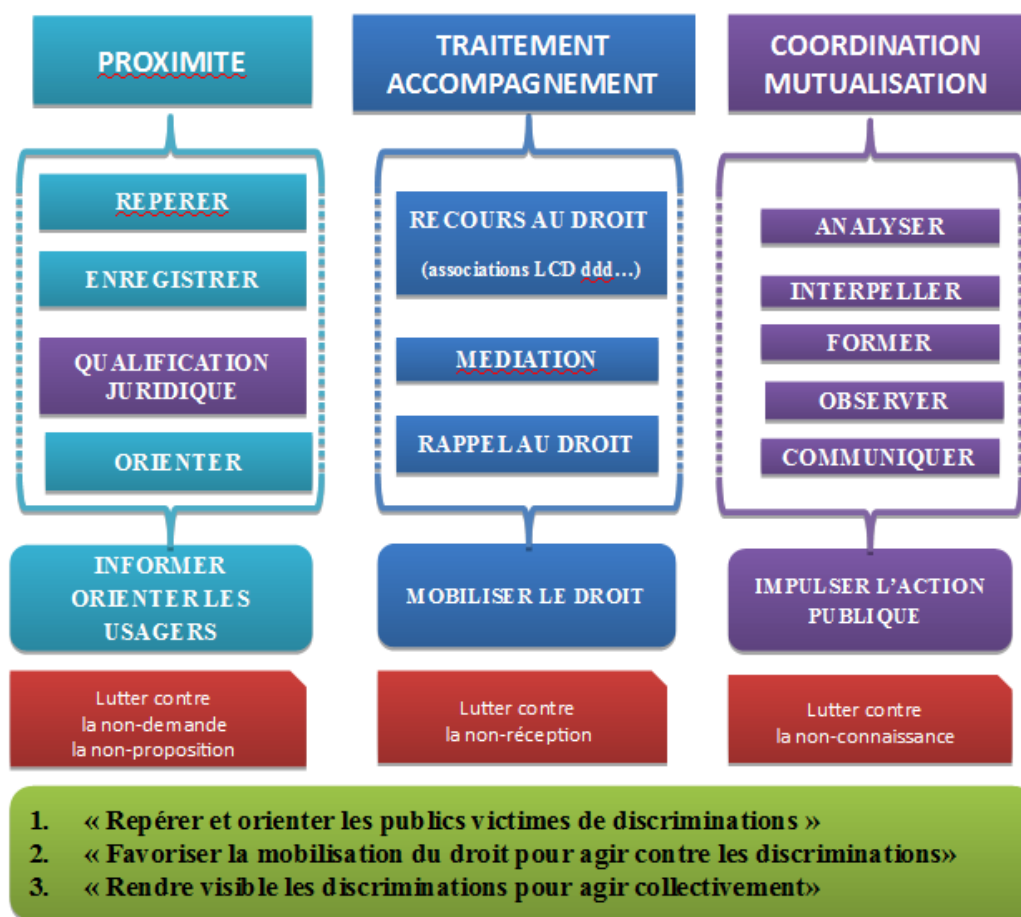 PROXIMITE
REPERER
ENREGISTRER
QUALIFICATION
JURIDIQUE
ORIENTER
INFORMER
ORIENTER LES
USAGERS
Lutter contre
la non-demande
la non-proposition
TRAITEMENT
ACCOMPAGNEMENT
RECOURS AU DROIT
(associations LCD ddd…)
MEDIATION
RAPPEL AU DROIT
MOBILISER LE DROIT
Lutter contre
la non-réception
COORDINATION
MUTUALISATION
ANALYSER
INTERPELLER
FORMER
OBSERVER
COMMUNIQUER
IMPULSER L’ACTION
PUBLIQUE
Lutter contre
la non-connaissance
1. « Repérer et orienter les publics victimes de discriminations »
2. « Favoriser la mobilisation du droit pour agir contre les discriminations»
3. « Rendre visible les discriminations pour agir collectivement»